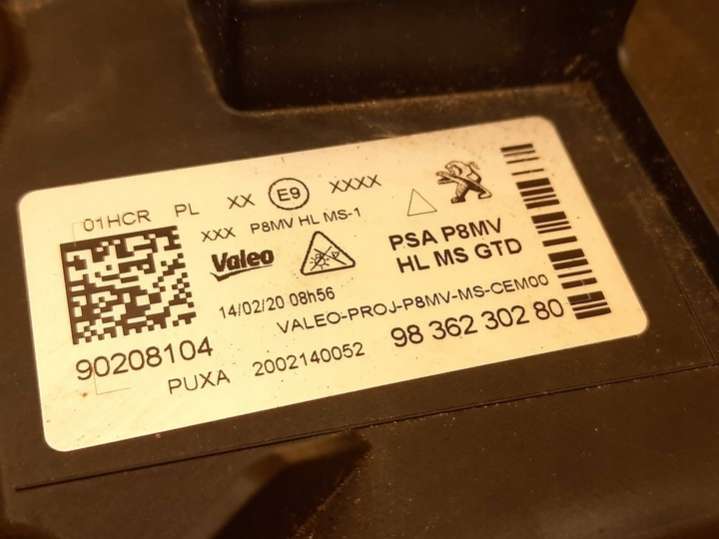 01HCR PL XX E9 XXXX
XXX P8MV HL MS-1
Valeo
PSA P8MV
HL MS GTD
14/02/20 08h56
VALEO-PROJ-P8MV-MS-CEM00
90208104
98 362 302 80
PUXA 2002140052